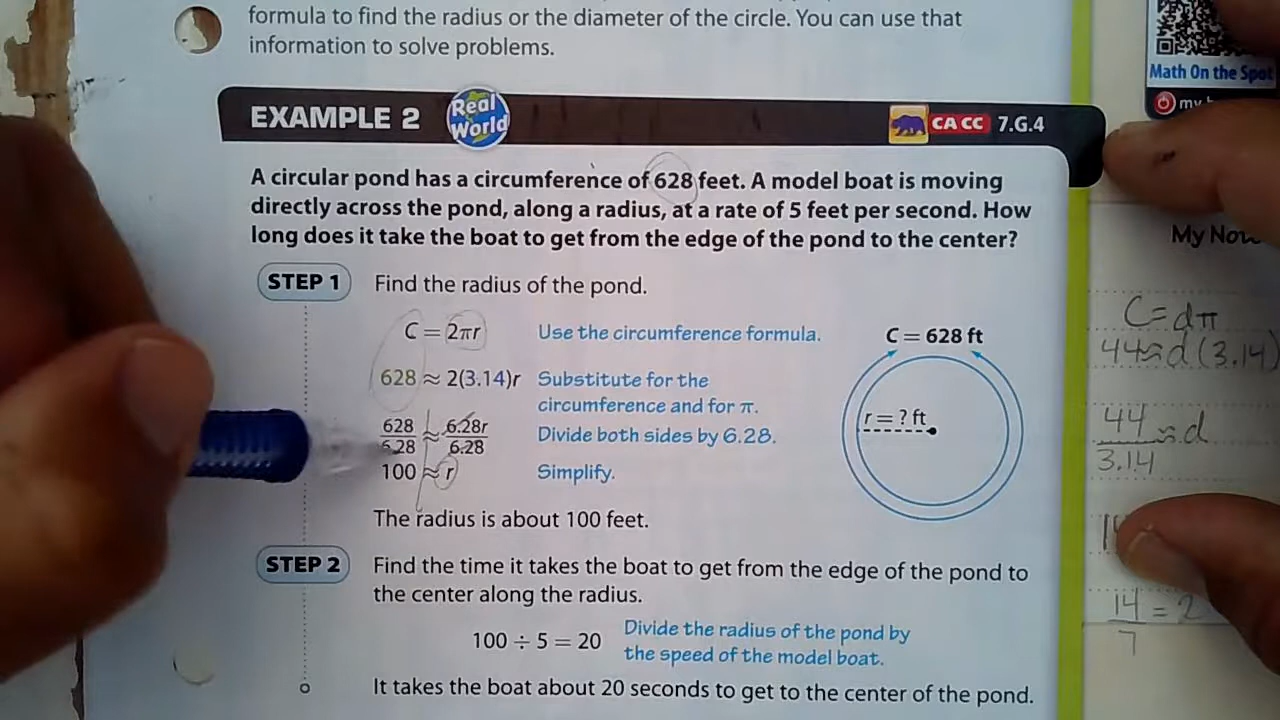 formula to find the radius or the diameter of the circle. You can use that
information to solve problems.
Math On the Spot
EXAMPLE 2
Real
World
CA CC 7.G.4
A circular pond has a circumference of 628 feet. A model boat is moving
directly across the pond, along a radius, at a rate of 5 feet per second. How
long does it take the boat to get from the edge of the pond to the center?
My
STEP 1 Find the radius of the pond.
C = 2πr Use the circumference formula.
628 ≈ 2(3.14)r Substitute for the
circumference and for π.
628/6.28 ≈ 6.28r/6.28 Divide both sides by 6.28.
100 ≈ r Simplify.
C = 628 ft
r = ? ft
The radius is about 100 feet.
STEP 2 Find the time it takes the boat to get from the edge of the pond to
the center along the radius.
100 ÷ 5 = 20 Divide the radius of the pond by
the speed of the model boat.
It takes the boat about 20 seconds to get to the center of the pond.
C = dπ
44 ≈ d(3.14)
44/3.14 ≈ d
14/7 = 2